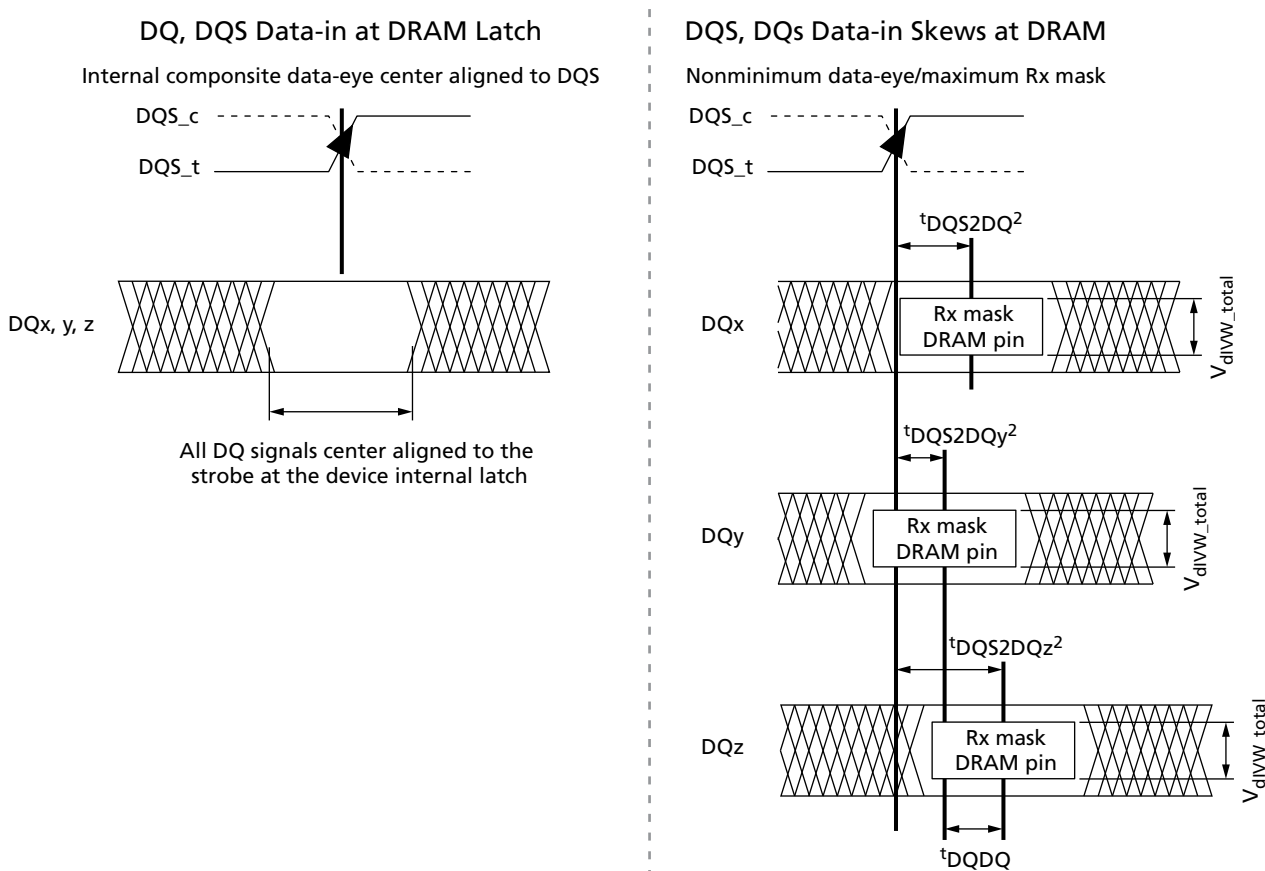 DQ, DQS Data-in at DRAM Latch
Internal componsite data-eye center aligned to DQS
DQS_c
DQS_t
DQx, y, z
All DQ signals center aligned to the
strobe at the device internal latch
DQS, DQs Data-in Skews at DRAM
Nonminimum data-eye/maximum Rx mask
DQS_c
DQS_t
tDQS2DQ2
DQx
Rx mask
DRAM pin
VdIVW_total
tDQS2DQy2
DQy
Rx mask
DRAM pin
VdIVW_total
tDQS2DQz2
DQz
Rx mask
DRAM pin
VdIVW_total
tDQDQ